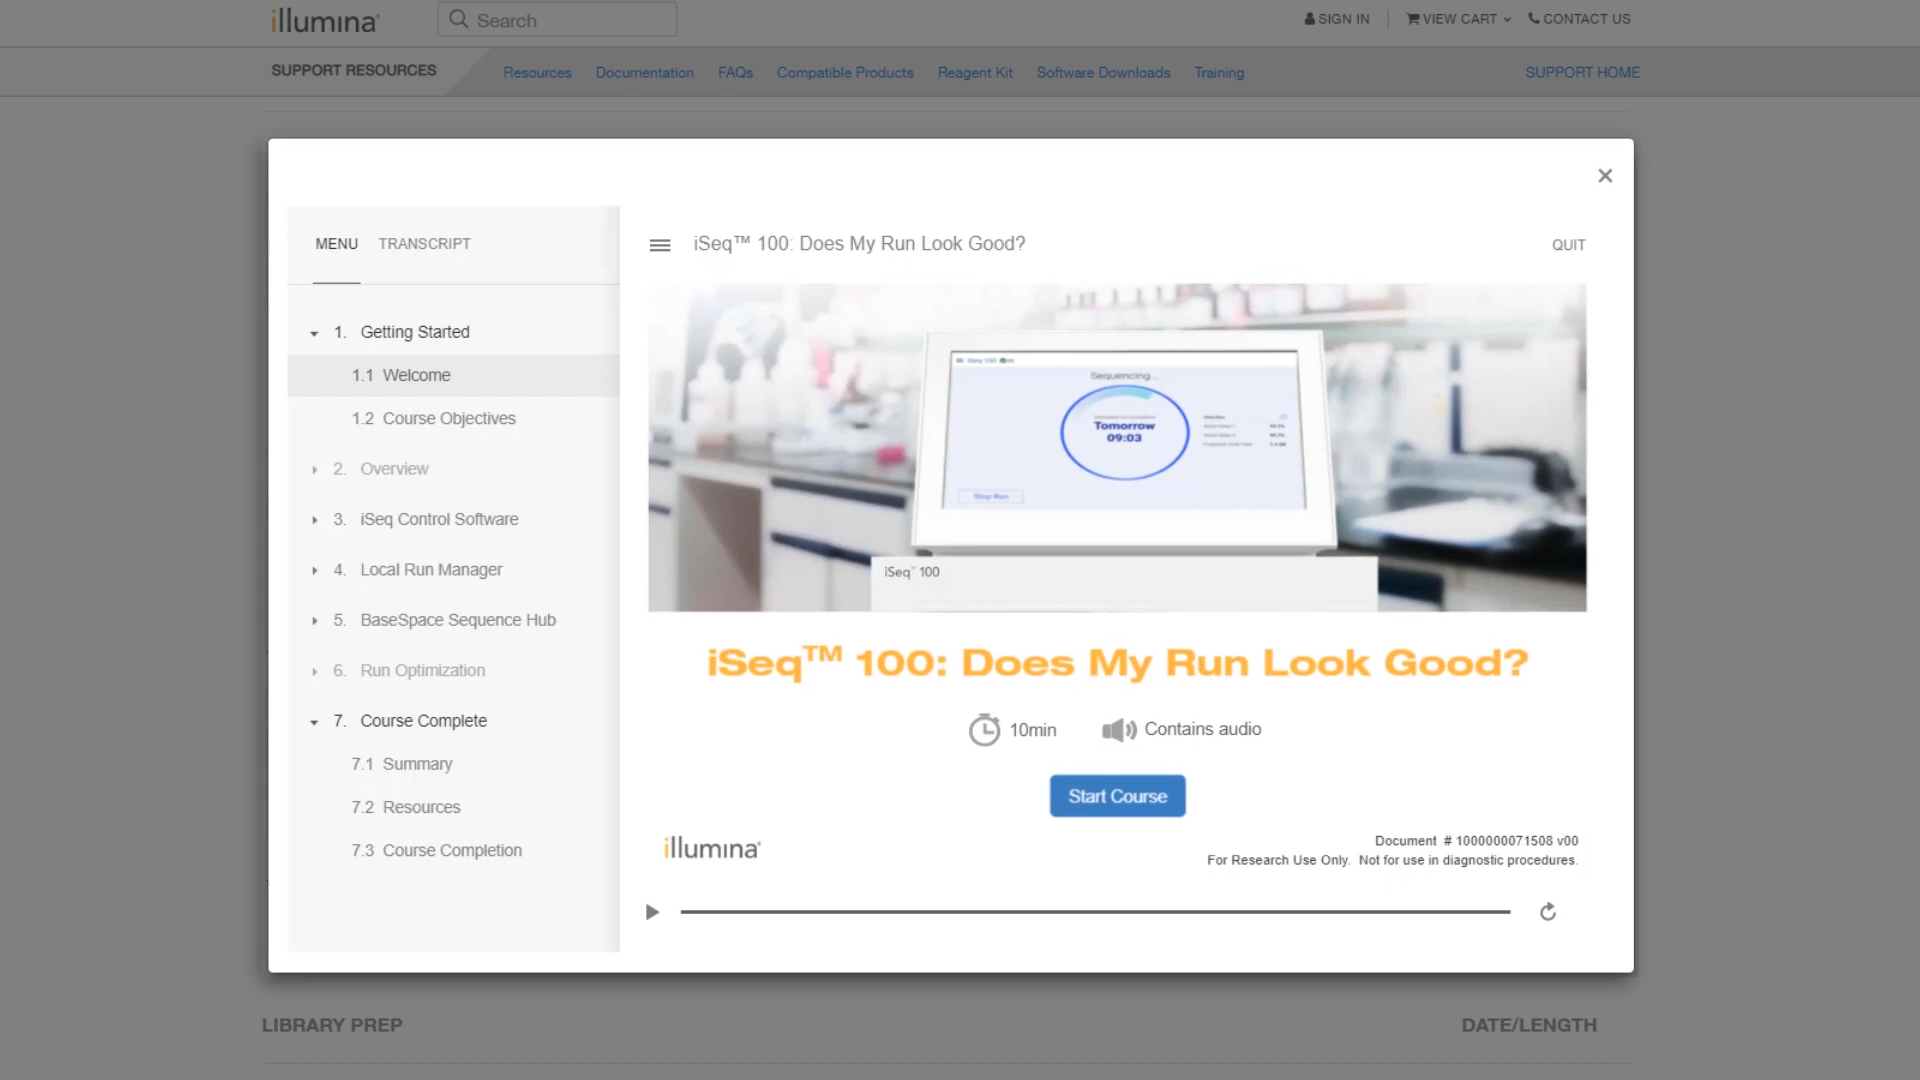 illumina
Search
SIGN IN
VIEW CART
CONTACT US
SUPPORT RESOURCES
Resources
Documentation
FAQs
Compatible Products
Reagent Kit
Software Downloads
Training
SUPPORT HOME
MENU
TRANSCRIPT
1. Getting Started
1.1 Welcome
1.2 Course Objectives
2. Overview
3. iSeq Control Software
4. Local Run Manager
5. BaseSpace Sequence Hub
6. Run Optimization
7. Course Complete
7.1 Summary
7.2 Resources
7.3 Course Completion
iSeq™ 100: Does My Run Look Good?
QUIT
iSeq 100
Sequencing...
Tomorrow
09:03
Stop Run
iSeq™ 100
iSeq™ 100: Does My Run Look Good?
10min
Contains audio
Start Course
illumina
Document # 1000000071508 v00
For Research Use Only. Not for use in diagnostic procedures.
LIBRARY PREP
DATE/LENGTH